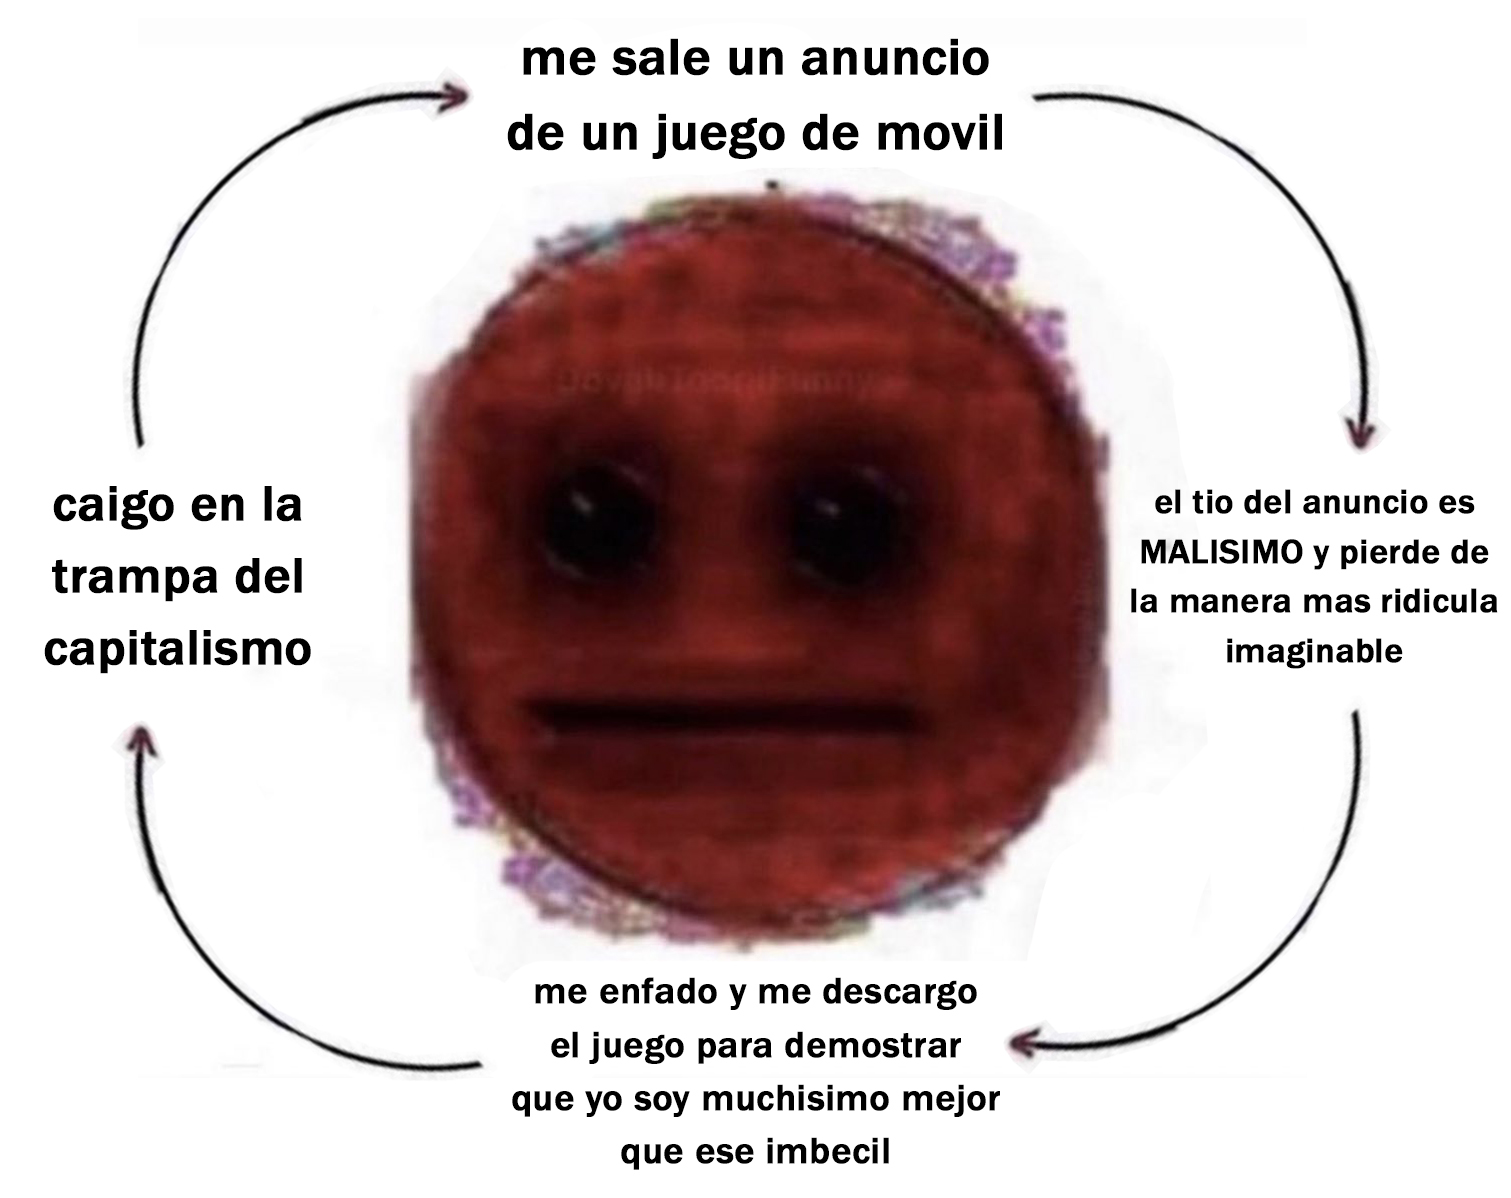 me sale un anuncio
de un juego de movil
el tio del anuncio es
MALISIMO y pierde de
la manera mas ridicula
imaginable
me enfado y me descargo
el juego para demostrar
que yo soy muchisimo mejor
que ese imbecil
caigo en la
trampa del
capitalismo